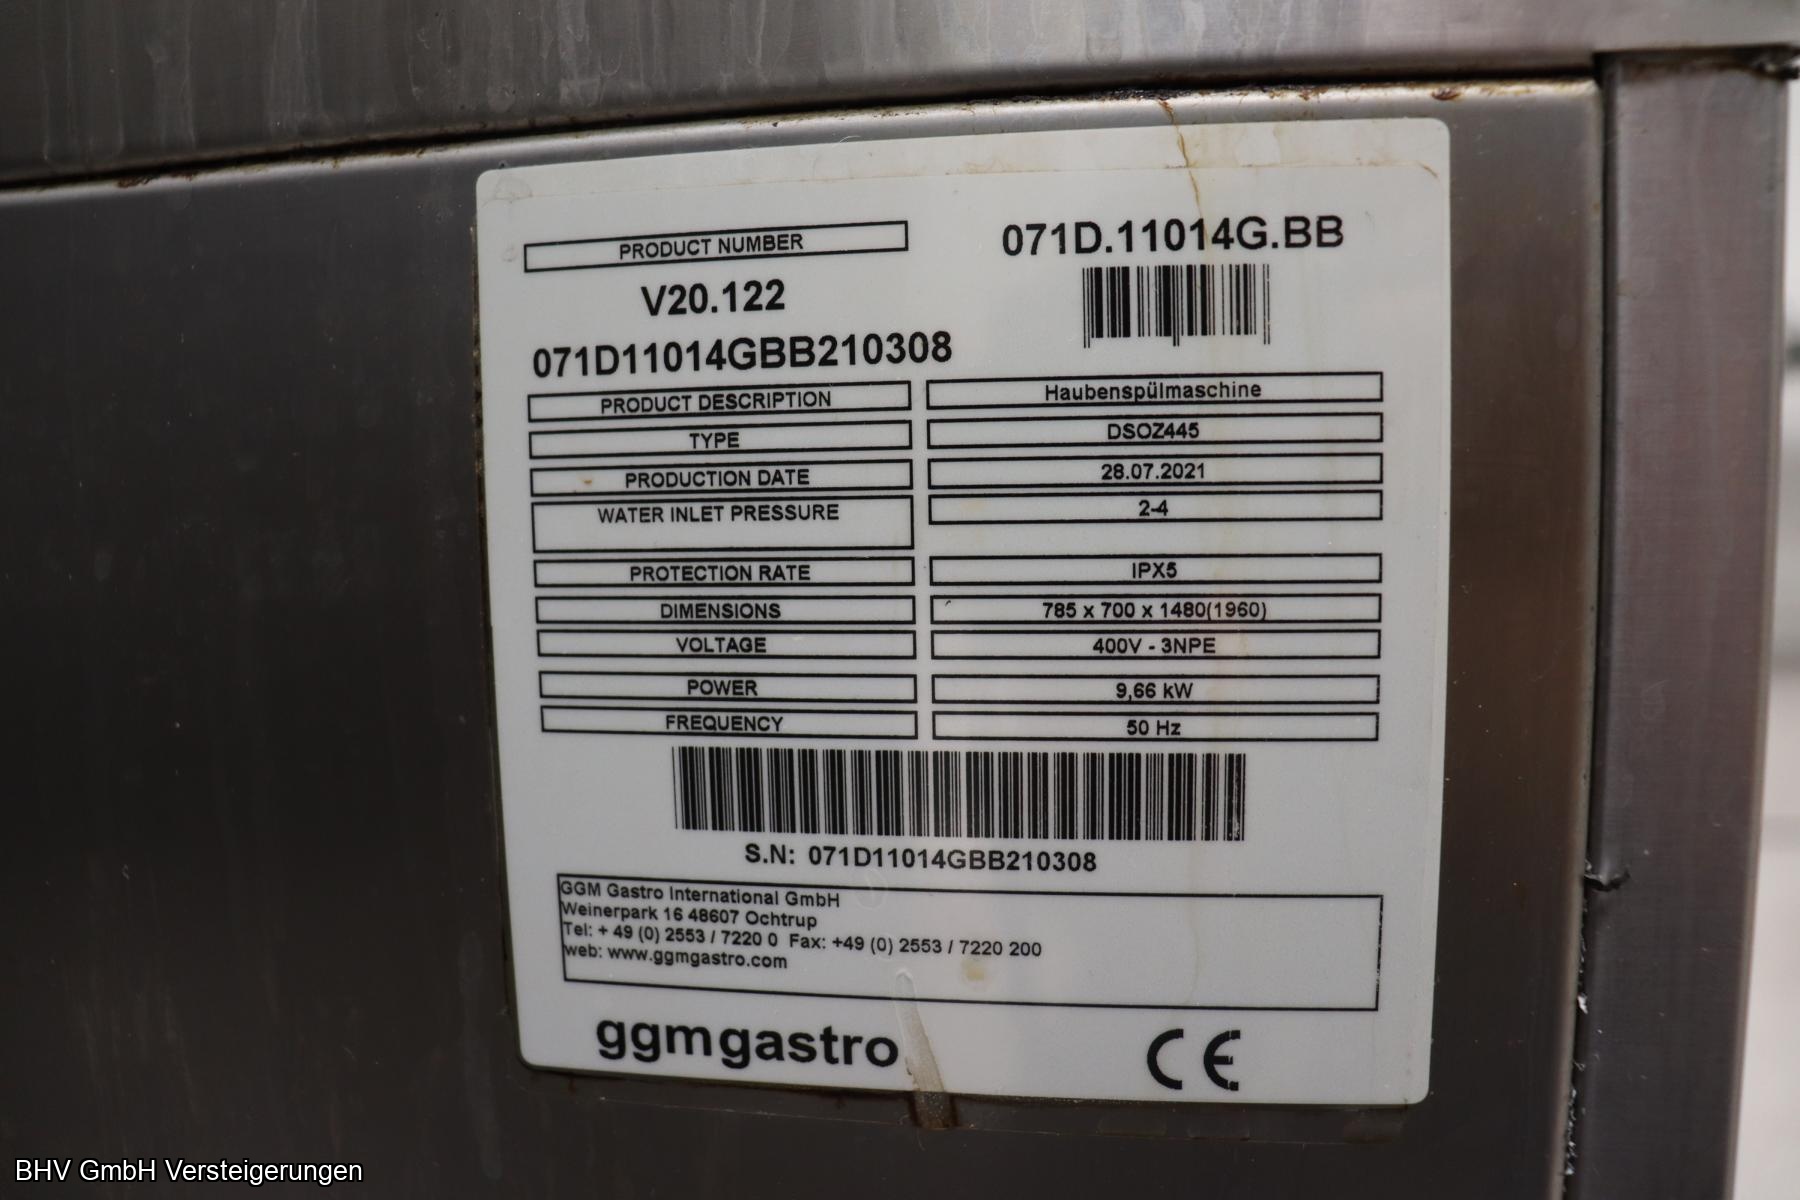 PRODUCT NUMBER
071D.11014G.BB
V20.122
071D11014GBB210308
PRODUCT DESCRIPTION Haubenspülmaschine
TYPE DSOZ445
PRODUCTION DATE 28.07.2021
WATER INLET PRESSURE 2-4
PROTECTION RATE IPX5
DIMENSIONS 785 x 700 x 1480(1960)
VOLTAGE 400V - 3NPE
POWER 9,66 kW
FREQUENCY 50 Hz
S.N: 071D11014GBB210308
GGM Gastro International GmbH
Weinerpark 16 48607 Ochtrup
Tel: + 49 (0) 2553 / 7220 0 Fax: +49 (0) 2553 / 7220 200
web: www.ggmgastro.com
ggmgastro CE
BHV GmbH Versteigerungen